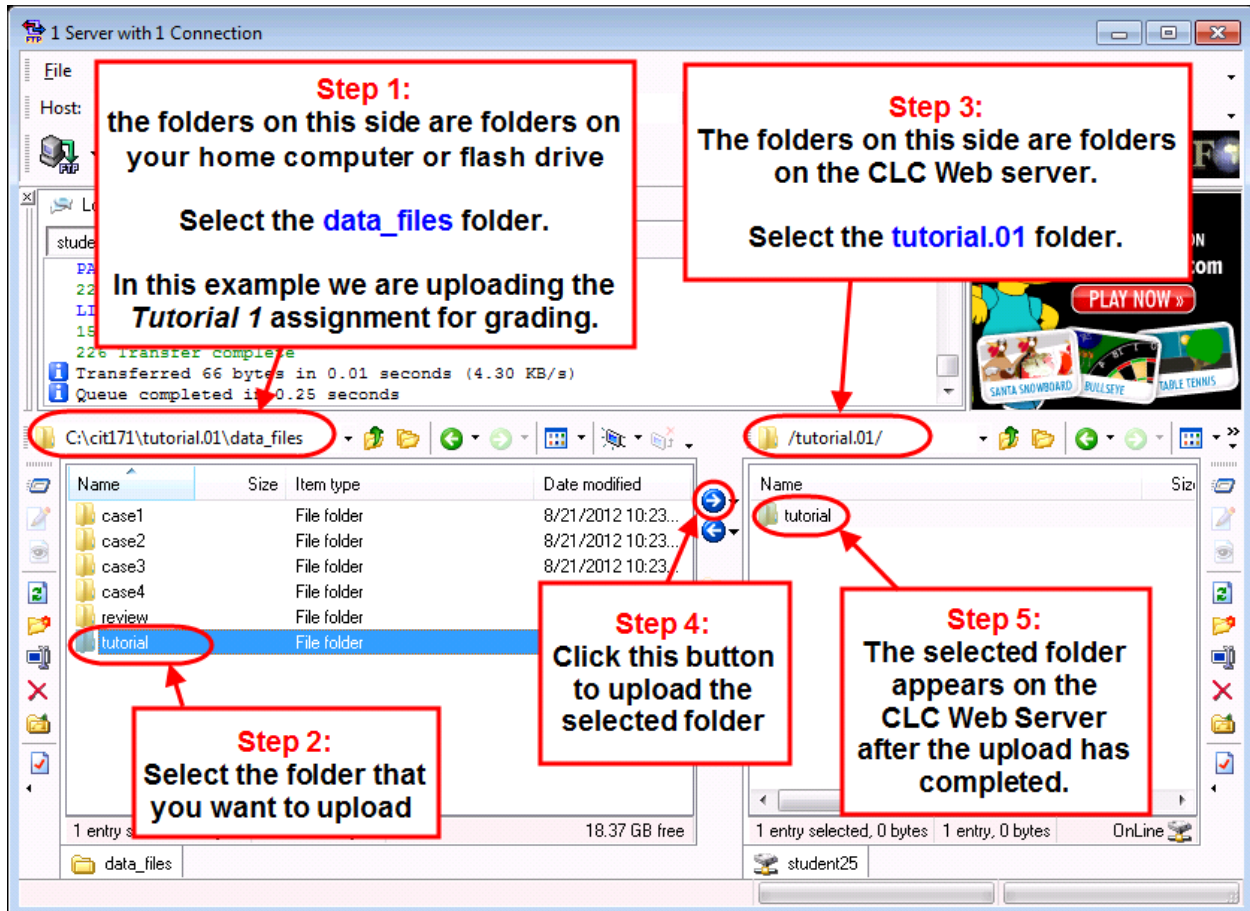 1 Server with 1 Connection
File
Host:
Step 1:
the folders on this side are folders on
your home computer or flash drive
Select the data_files folder.
In this example we are uploading the
Tutorial 1 assignment for grading.
Step 3:
The folders on this side are folders
on the CLC Web server.
Select the tutorial.01 folder.
FTP
226 Transfer complete
Transferred 66 bytes in 0.01 seconds (4.30 KB/s)
Queue completed in 0.25 seconds
PLAY NOW »
SANTA SNOWBOARD
BULLSEYE
TABLE TENNIS
C:\cit171\tutorial.01\data_files
/tutorial.01/
Name Size Item type Date modified
case1 File folder 8/21/2012 10:23...
case2 File folder 8/21/2012 10:23...
case3 File folder 8/21/2012 10:23...
case4 File folder
review File folder
tutorial File folder
Name
tutorial
Step 2:
Select the folder that
you want to upload
Step 4:
Click this button
to upload the
selected folder
Step 5:
The selected folder
appears on the
CLC Web Server
after the upload has
completed.
1 entry
18.37 GB free
1 entry selected, 0 bytes 1 entry, 0 bytes OnLine
data_files
student25